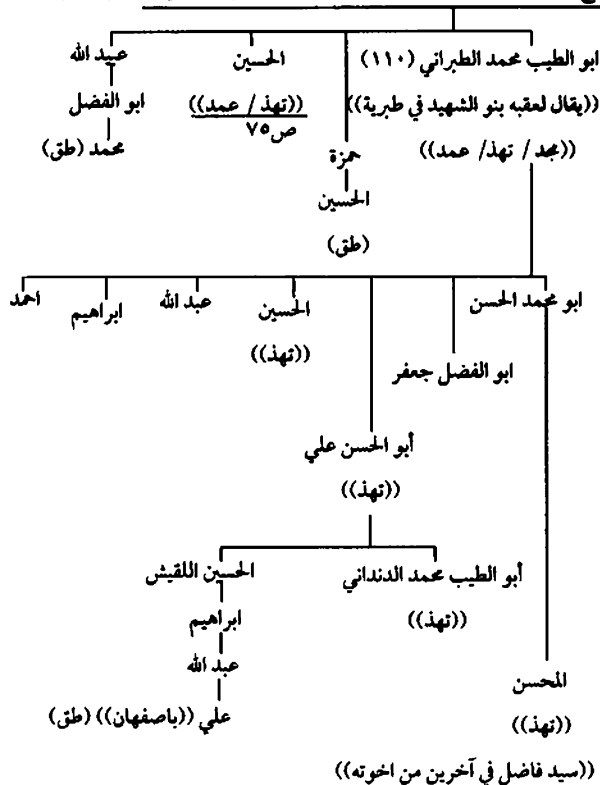 ابو الطيب محمد الطبراني (١١٠) الحسين عبيد الله
((يقال لعقبه بنو الشهيد في طبرية)) ((تهذ / عمد)) ابو الفضل
ص٧٥
((مجد / تهذ/ عمد)) حمزة محمد (طق)
الحسين
(طق)
ابو محمد الحسن الحسين عبد الله ابراهيم احمد
((تهذ))
ابو الفضل جعفر
أبو الحسن علي
((تهذ))
أبو الطيب محمد الدنداني الحسين اللقيش
((تهذ)) ابراهيم
عبد الله
المحسن
((تهذ)) علي ((باصفهان)) (طق)
((سيد فاضل في آخرين من اخوته))